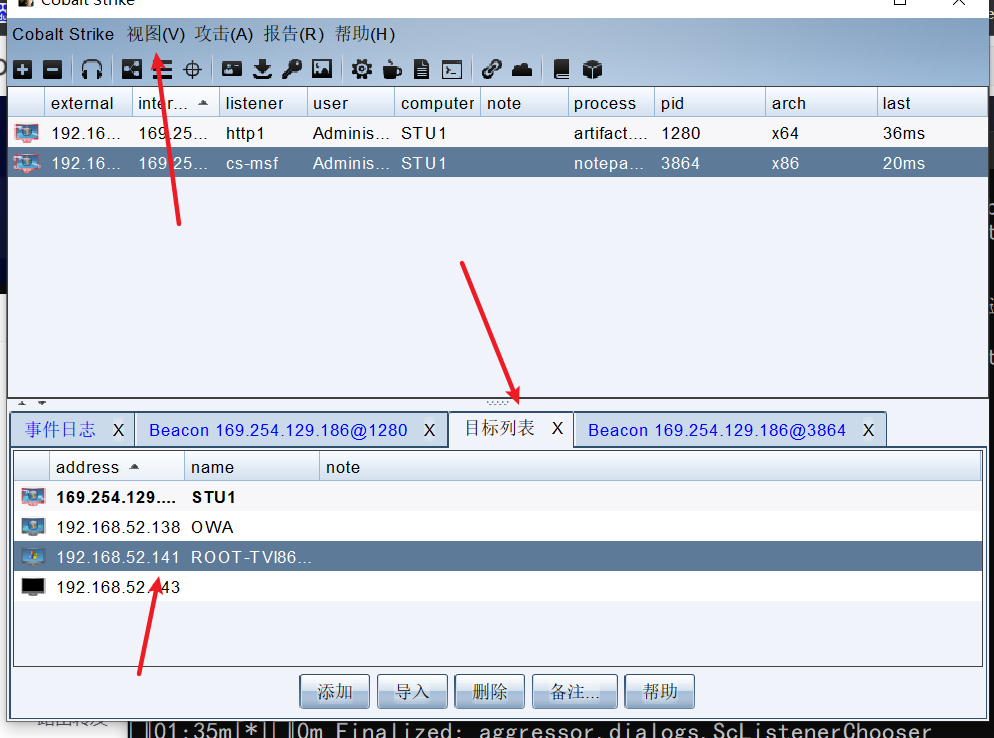 Cobalt Strike
Cobalt Strike 视图(V) 攻击(A) 报告(R) 帮助(H)
external inter... listener user computer note process pid arch last
192.16... 169.25... http1 Adminis... STU1 artifact.... 1280 x64 36ms
192.16... 169.25... cs-msf Adminis... STU1 notepa... 3864 x86 20ms
事件日志 X Beacon 169.254.129.186@1280 X 目标列表 X Beacon 169.254.129.186@3864 X
address name note
169.254.129.... STU1
192.168.52.138 OWA
192.168.52.141 ROOT-TVI86...
192.168.52.143
添加 导入 删除 备注... 帮助
[01:35m[*][ [0m Finalized: aggressor.dialogs.ScListenerChooser